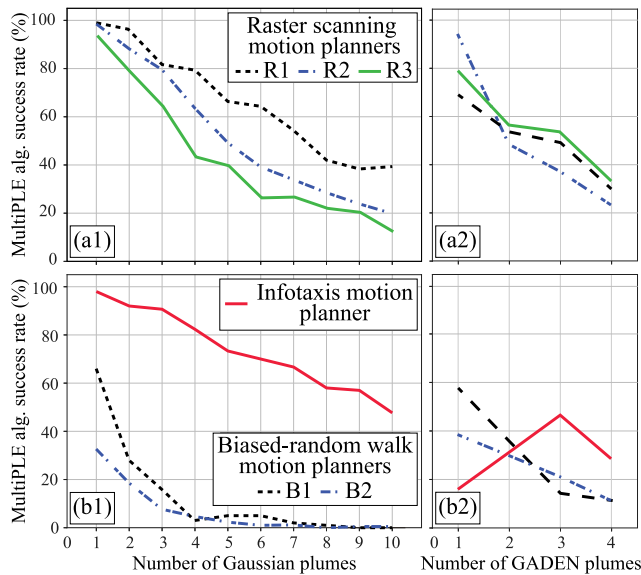 MultiPLE alg. success rate (%)
100
80
60
40
20
0
Raster scanning
motion planners
R1 R2 R3
(a1)
(a2)
MultiPLE alg. success rate (%)
100
80
60
40
20
0
Infotaxis motion
planner
Biased-random walk
motion planners
B1 B2
(b1)
(b2)
0 1 2 3 4 5 6 7 8 9 10
Number of Gaussian plumes
0 1 2 3 4
Number of GADEN plumes